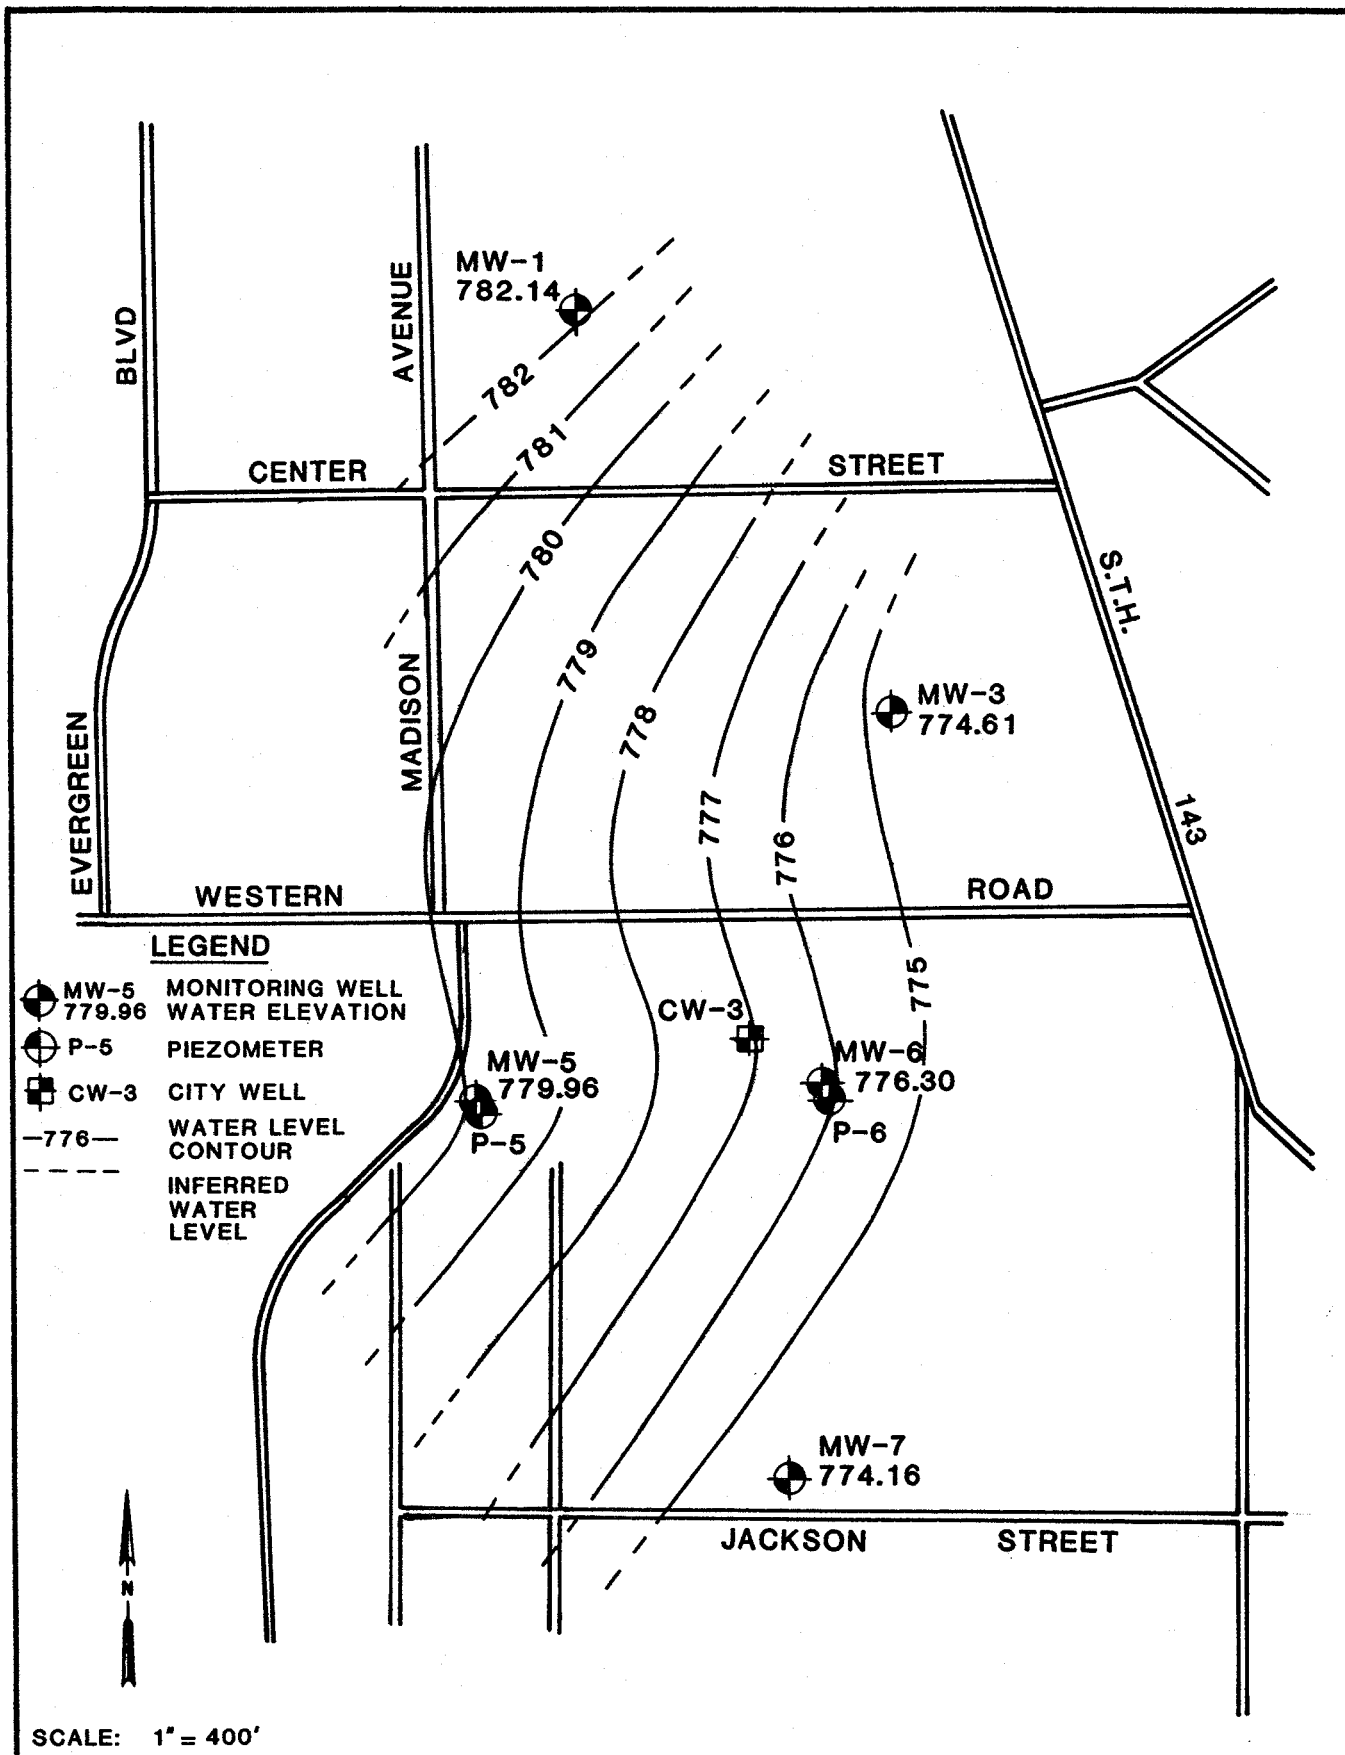 MW-1
782.14
BLVD
AVENUE
782
781
CENTER
STREET
780
S.T.H.
779
MADISON
MW-3
774.61
778
EVERGREEN
777
143
776
WESTERN
ROAD
LEGEND
775
MW-5 MONITORING WELL
779.96 WATER ELEVATION
P-5 PIEZOMETER
CW-3 CITY WELL
—776— WATER LEVEL
CONTOUR
INFERRED
WATER
LEVEL
CW-3
MW-6
776.30
P-6
MW-5
779.96
P-5
MW-7
774.16
JACKSON STREET
N
SCALE: 1" = 400'